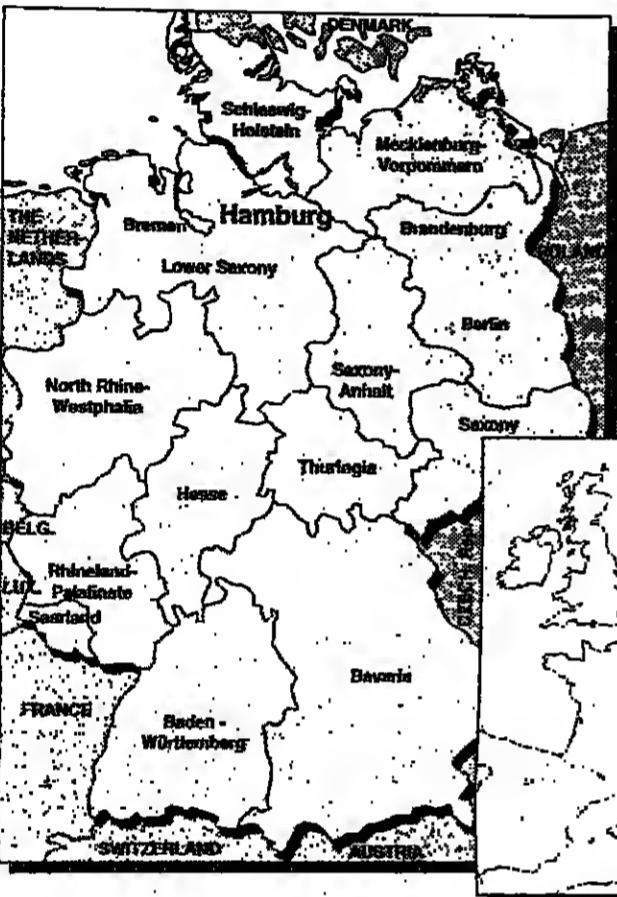 DENMARK
Schleswig-
Holstein
Mecklenburg-
Vorpommern
THE
NETHER-
LANDS
Bremen
Hamburg
Brandenburg
POLAND
Lower Saxony
Berlin
North Rhine-
Westphalia
Saxony-
Anhalt
Saxony
Thuringia
Hesse
BELG.
LUX.
Rhineland-
Palatinate
Saarland
Bavaria
FRANCE
Baden -
Württemberg
SWITZERLAND
AUSTRIA